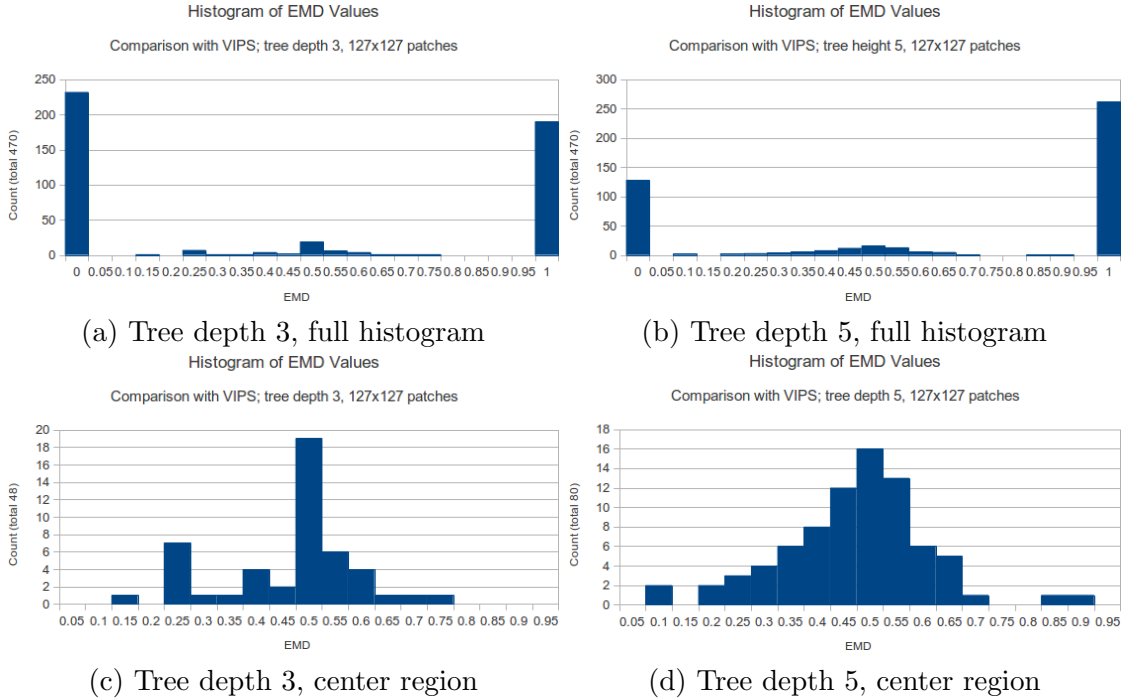 Histogram of EMD Values
Comparison with VIPS; tree depth 3, 127x127 patches
250
200
150
100
50
0
Count (total 470)
0 0.05 0.1 0.15 0.2 0.25 0.3 0.35 0.4 0.45 0.5 0.55 0.6 0.65 0.7 0.75 0.8 0.85 0.9 0.95 1
EMD
(a) Tree depth 3, full histogram
Histogram of EMD Values
Comparison with VIPS; tree height 5, 127x127 patches
300
250
200
150
100
50
0
Count (total 470)
0 0.05 0.1 0.15 0.2 0.25 0.3 0.35 0.4 0.45 0.5 0.55 0.6 0.65 0.7 0.75 0.8 0.85 0.9 0.95 1
EMD
(b) Tree depth 5, full histogram
Histogram of EMD Values
Comparison with VIPS; tree depth 3, 127x127 patches
20
18
16
14
12
10
8
6
4
2
0
Count (total 48)
0.05 0.1 0.15 0.2 0.25 0.3 0.35 0.4 0.45 0.5 0.55 0.6 0.65 0.7 0.75 0.8 0.85 0.9 0.95
EMD
(c) Tree depth 3, center region
Histogram of EMD Values
Comparison with VIPS; tree depth 5, 127x127 patches
18
16
14
12
10
8
6
4
2
0
Count (total 80)
0.05 0.1 0.15 0.2 0.25 0.3 0.35 0.4 0.45 0.5 0.55 0.6 0.65 0.7 0.75 0.8 0.85 0.9 0.95
EMD
(d) Tree depth 5, center region